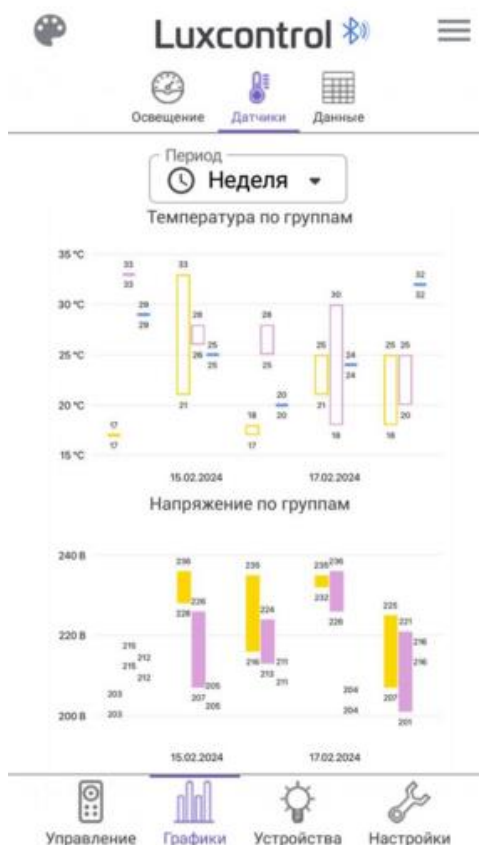 Luxcontrol
Освещение Датчики Данные
Период
Неделя
Температура по группам
35 °C
33 33
33
30 °C 29 28 28 30 32
29 32
25 °C 26 25 25 25 24 25 25
25 24
20 °C 21 20 21 20
17 18 20 18 18
17 17
15 °C
15.02.2024 17.02.2024
Напряжение по группам
240 В
236 235 235 236
228 226 224 232 226 225 221
220 В
215 212 216 211 216
215 212 213 211 216
203 205 204 207
203 207 205 204 201
200 В
15.02.2024 17.02.2024
Управление Графики Устройства Настройки